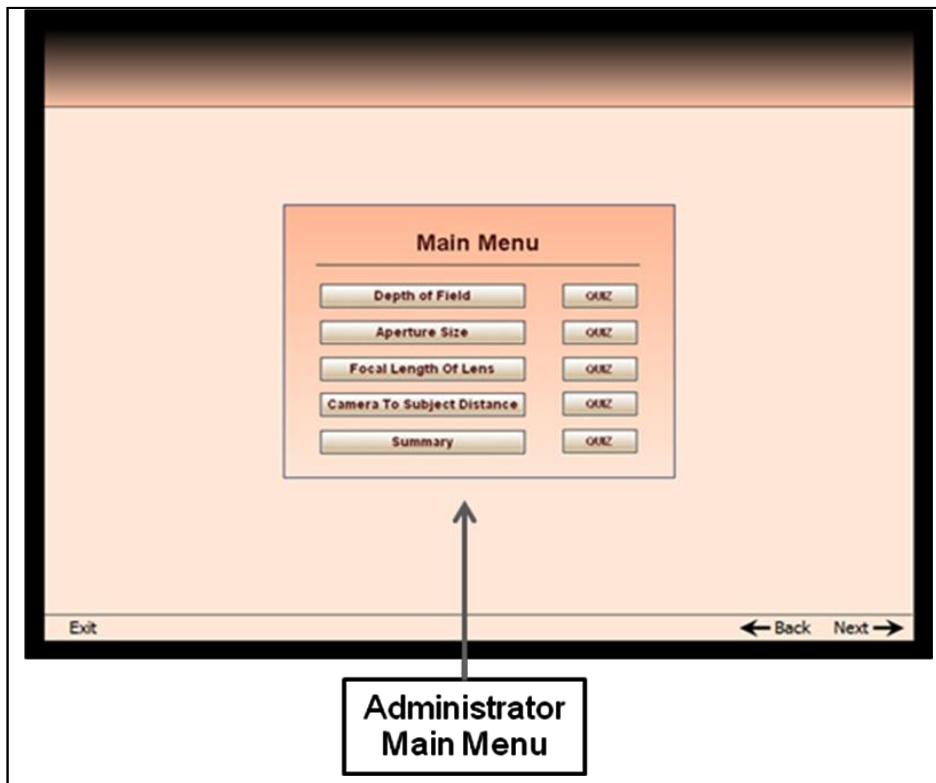 Main Menu
Depth of Field QUIZ
Aperture Size QUIZ
Focal Length Of Lens QUIZ
Camera To Subject Distance QUIZ
Summary QUIZ
Exit Back Next
Administrator
Main Menu